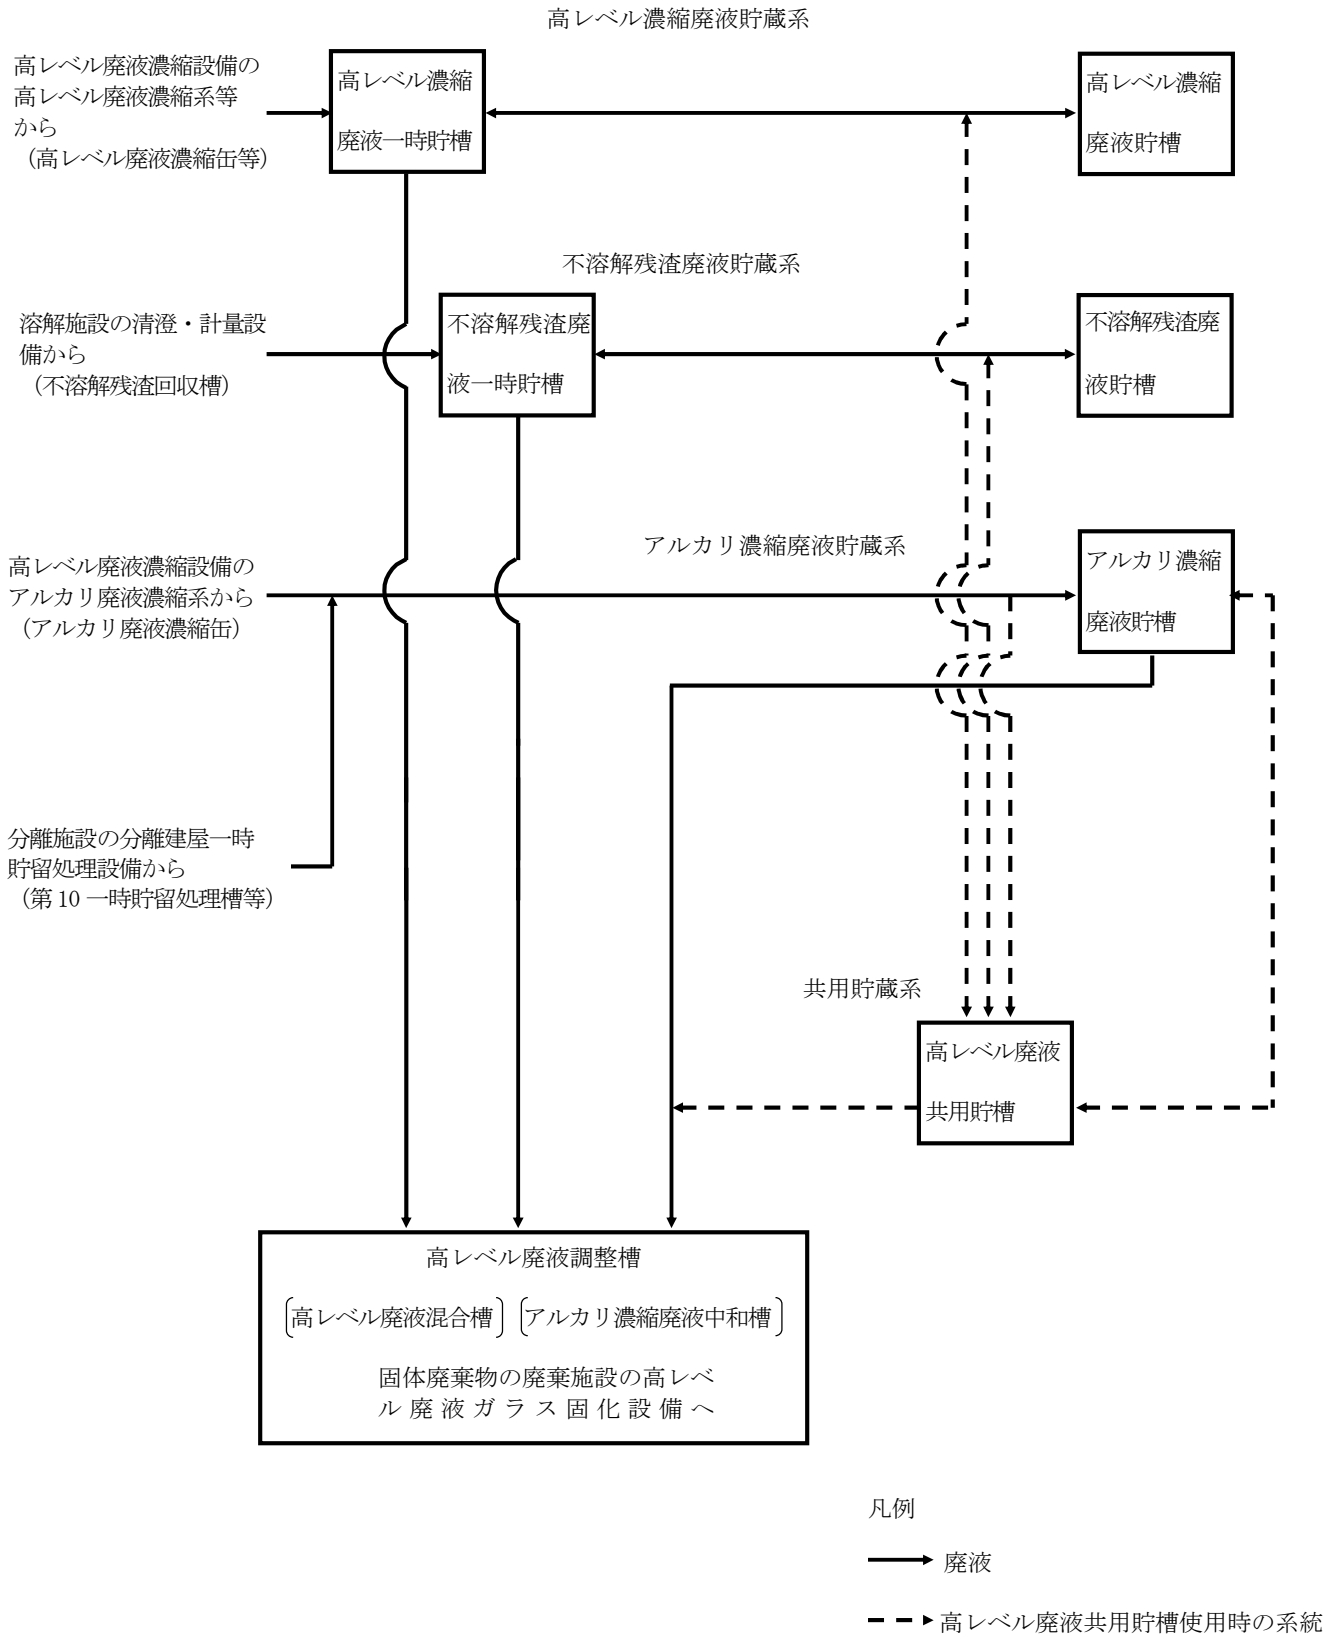 高レベル濃縮廃液貯蔵系
高レベル廃液濃縮設備の
高レベル廃液濃縮系等
から
（高レベル廃液濃縮缶等）
高レベル濃縮
廃液一時貯槽
高レベル濃縮
廃液貯槽
不溶解残渣廃液貯蔵系
溶解施設の清澄・計量設
備から
（不溶解残渣回収槽）
不溶解残渣廃
液一時貯槽
不溶解残渣廃
液貯槽
アルカリ濃縮廃液貯蔵系
高レベル廃液濃縮設備の
アルカリ廃液濃縮系から
（アルカリ廃液濃縮缶）
アルカリ濃縮
廃液貯槽
分離施設の分離建屋一時
貯留処理設備から
（第10一時貯留処理槽等）
共用貯蔵系
高レベル廃液
共用貯槽
高レベル廃液調整槽
〔高レベル廃液混合槽〕〔アルカリ濃縮廃液中和槽〕
固体廃棄物の廃棄施設の高レベ
ル廃液ガラス固化設備へ
凡例
廃液
高レベル廃液共用貯槽使用時の系統